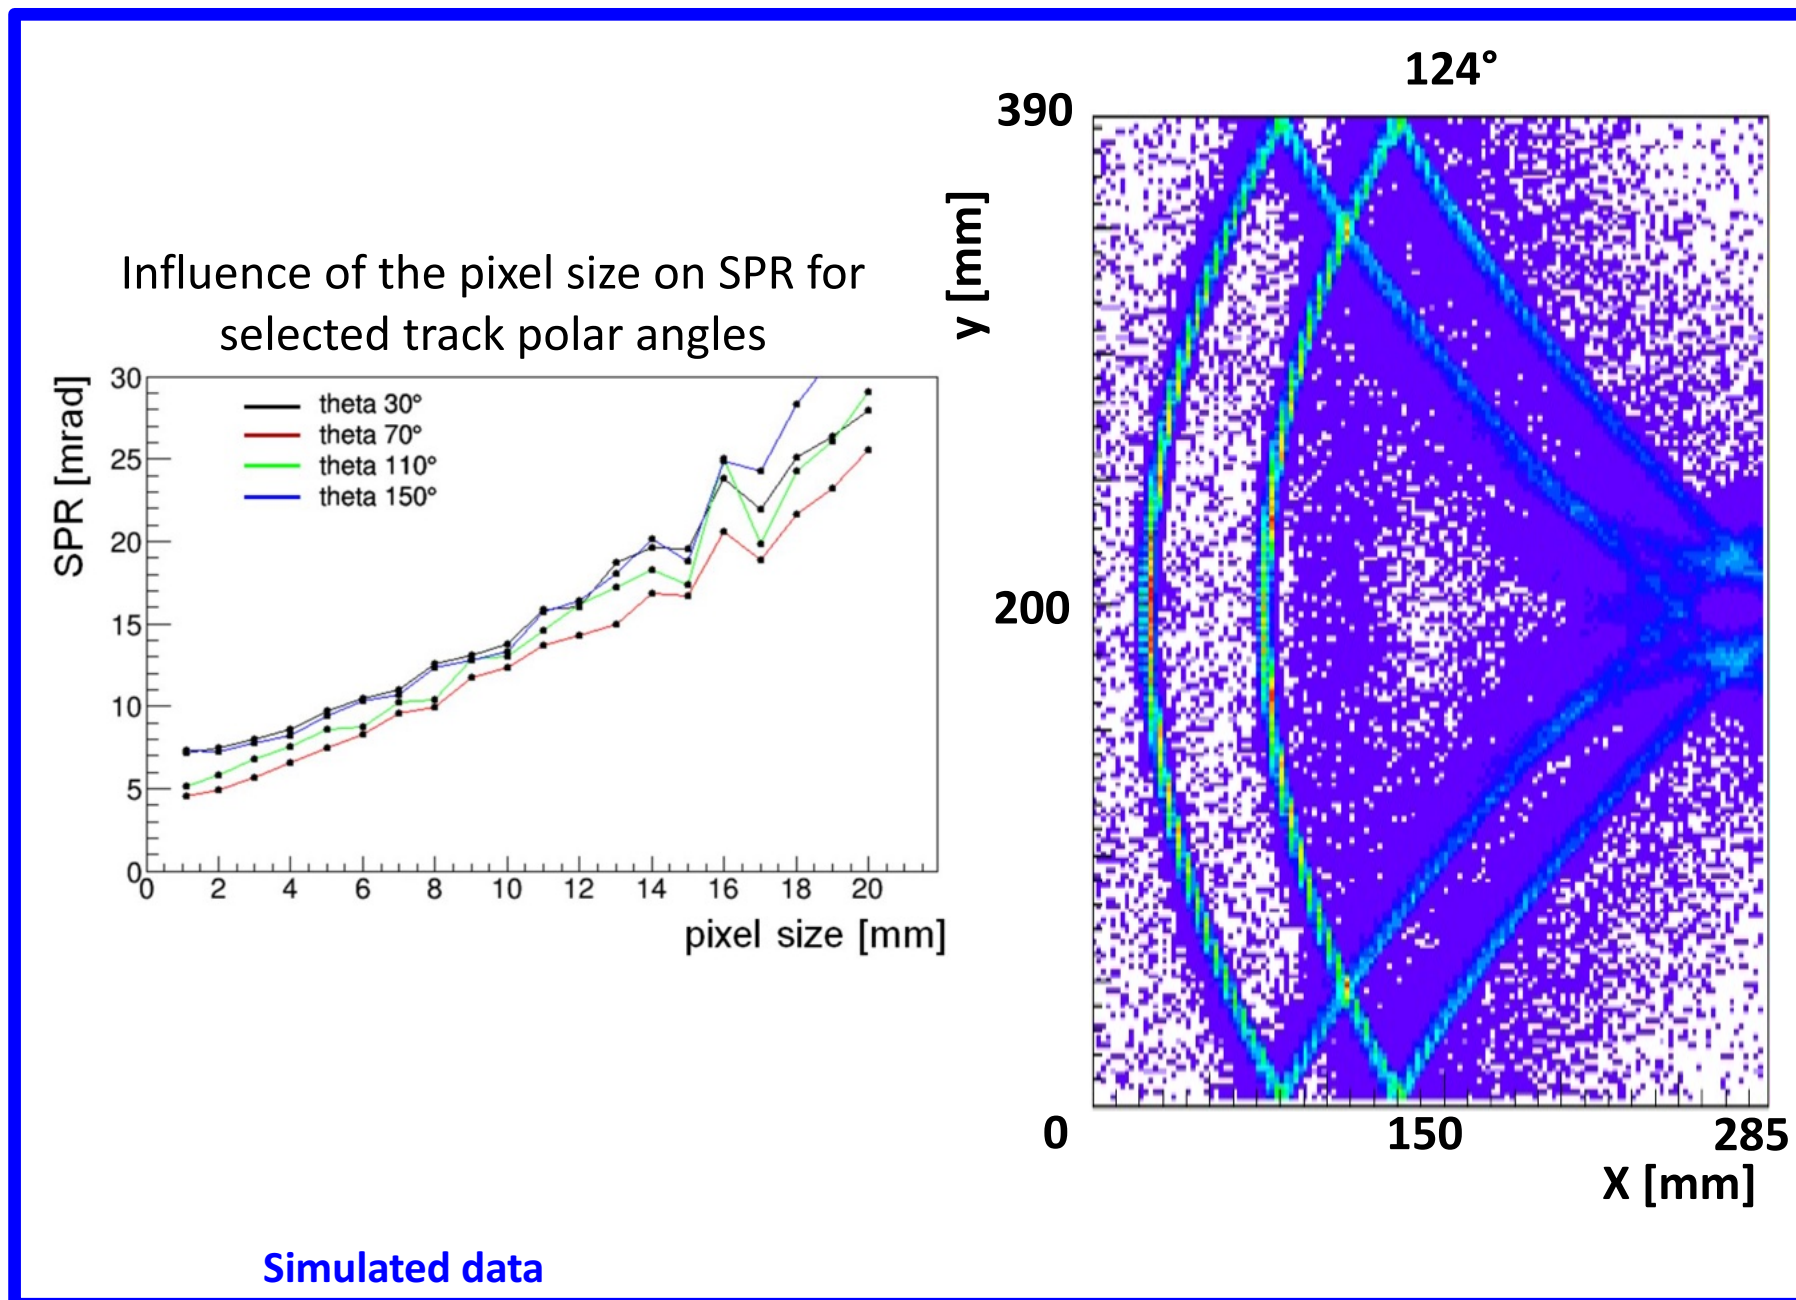 124°
390
y [mm]
200
0
150
285
X [mm]
Influence of the pixel size on SPR for
selected track polar angles
SPR [mrad]
30
25
20
15
10
5
0
theta 30°
theta 70°
theta 110°
theta 150°
0 2 4 6 8 10 12 14 16 18 20
pixel size [mm]
Simulated data